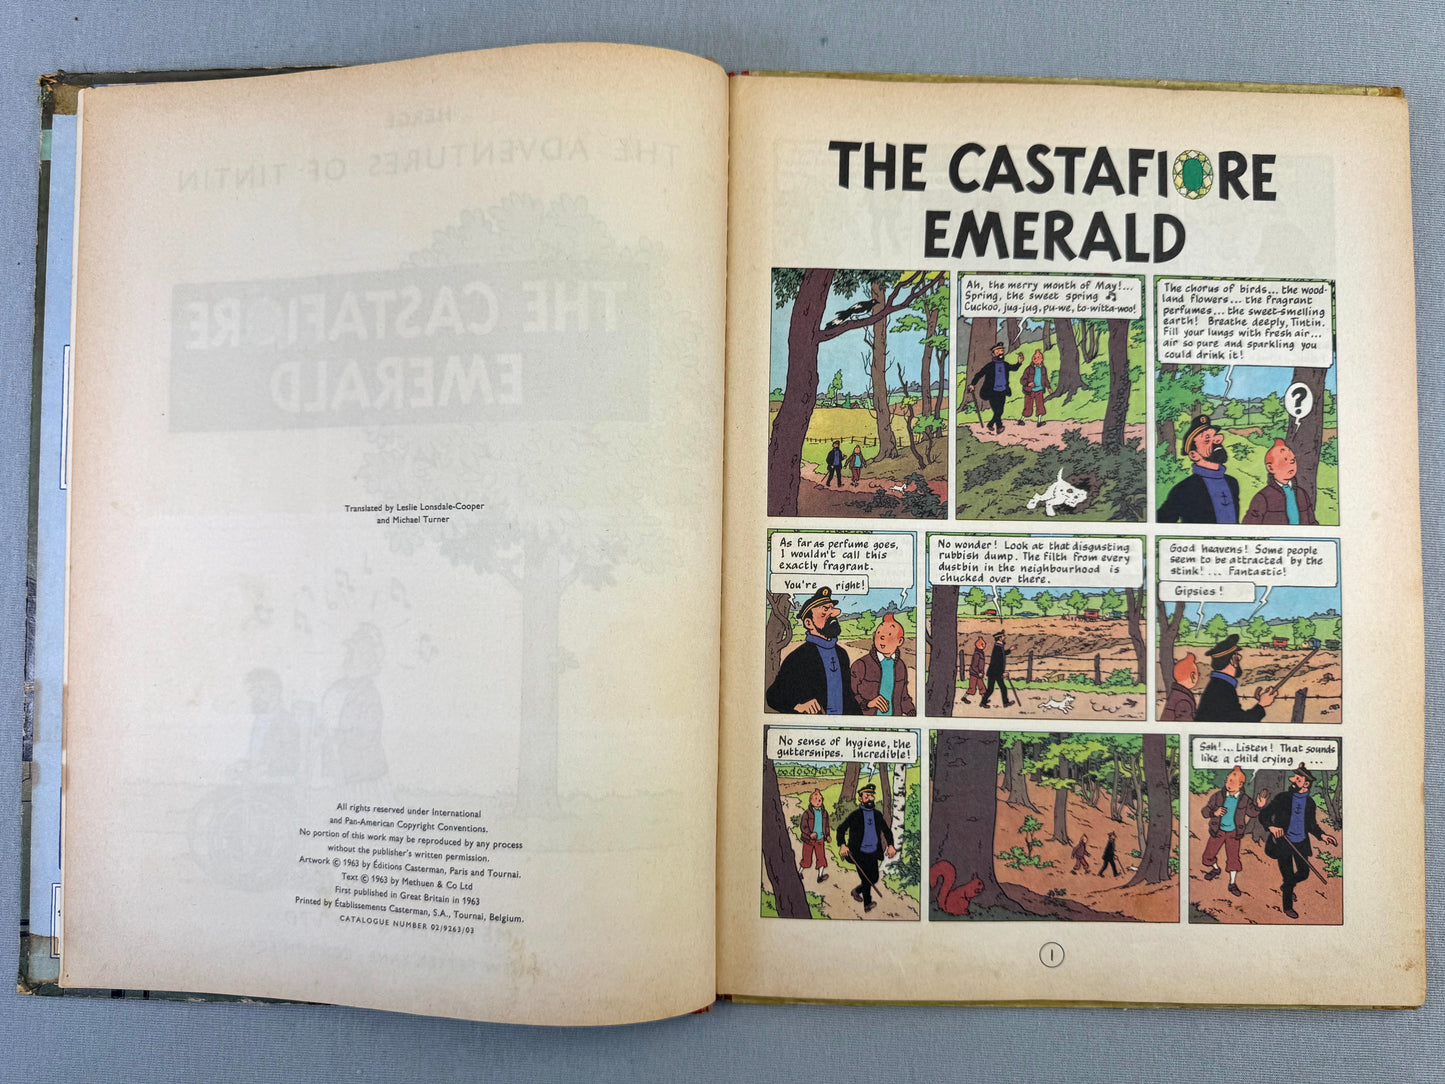 HERGÉ
THE ADVENTURES OF TINTIN
THE CASTAFIORE
EMERALD
Translated by Leslie Lonsdale-Cooper
and Michael Turner
All rights reserved under International
and Pan-American Copyright Conventions.
No portion of this work may be reproduced by any process
without the publisher's written permission.
Artwork © 1963 by Éditions Casterman, Paris and Tournai.
Text © 1963 by Methuen & Co Ltd
First published in Great Britain in 1963
Printed by Établissements Casterman, S.A., Tournai, Belgium.
CATALOGUE NUMBER 02/9263/03
THE CASTAFIORE
EMERALD
Ah, the merry month of May!...
Spring, the sweet spring ♫
Cuckoo, jug-jug, pu-we, to-witta-woo!
The chorus of birds... the wood-
land flowers... the fragrant
perfumes... the sweet-smelling
earth! Breathe deeply, Tintin.
Fill your lungs with fresh air...
air so pure and sparkling you
could drink it!
?
As far as perfume goes,
I wouldn't call this
exactly fragrant.
You're right!
No wonder! Look at that disgusting
rubbish dump. The filth from every
dustbin in the neighbourhood is
chucked over there.
Good heavens! Some people
seem to be attracted by the
stink! ... Fantastic!
Gipsies!
No sense of hygiene, the
guttersnipes. Incredible!
Ssh!... Listen! That sounds
like a child crying ...
1